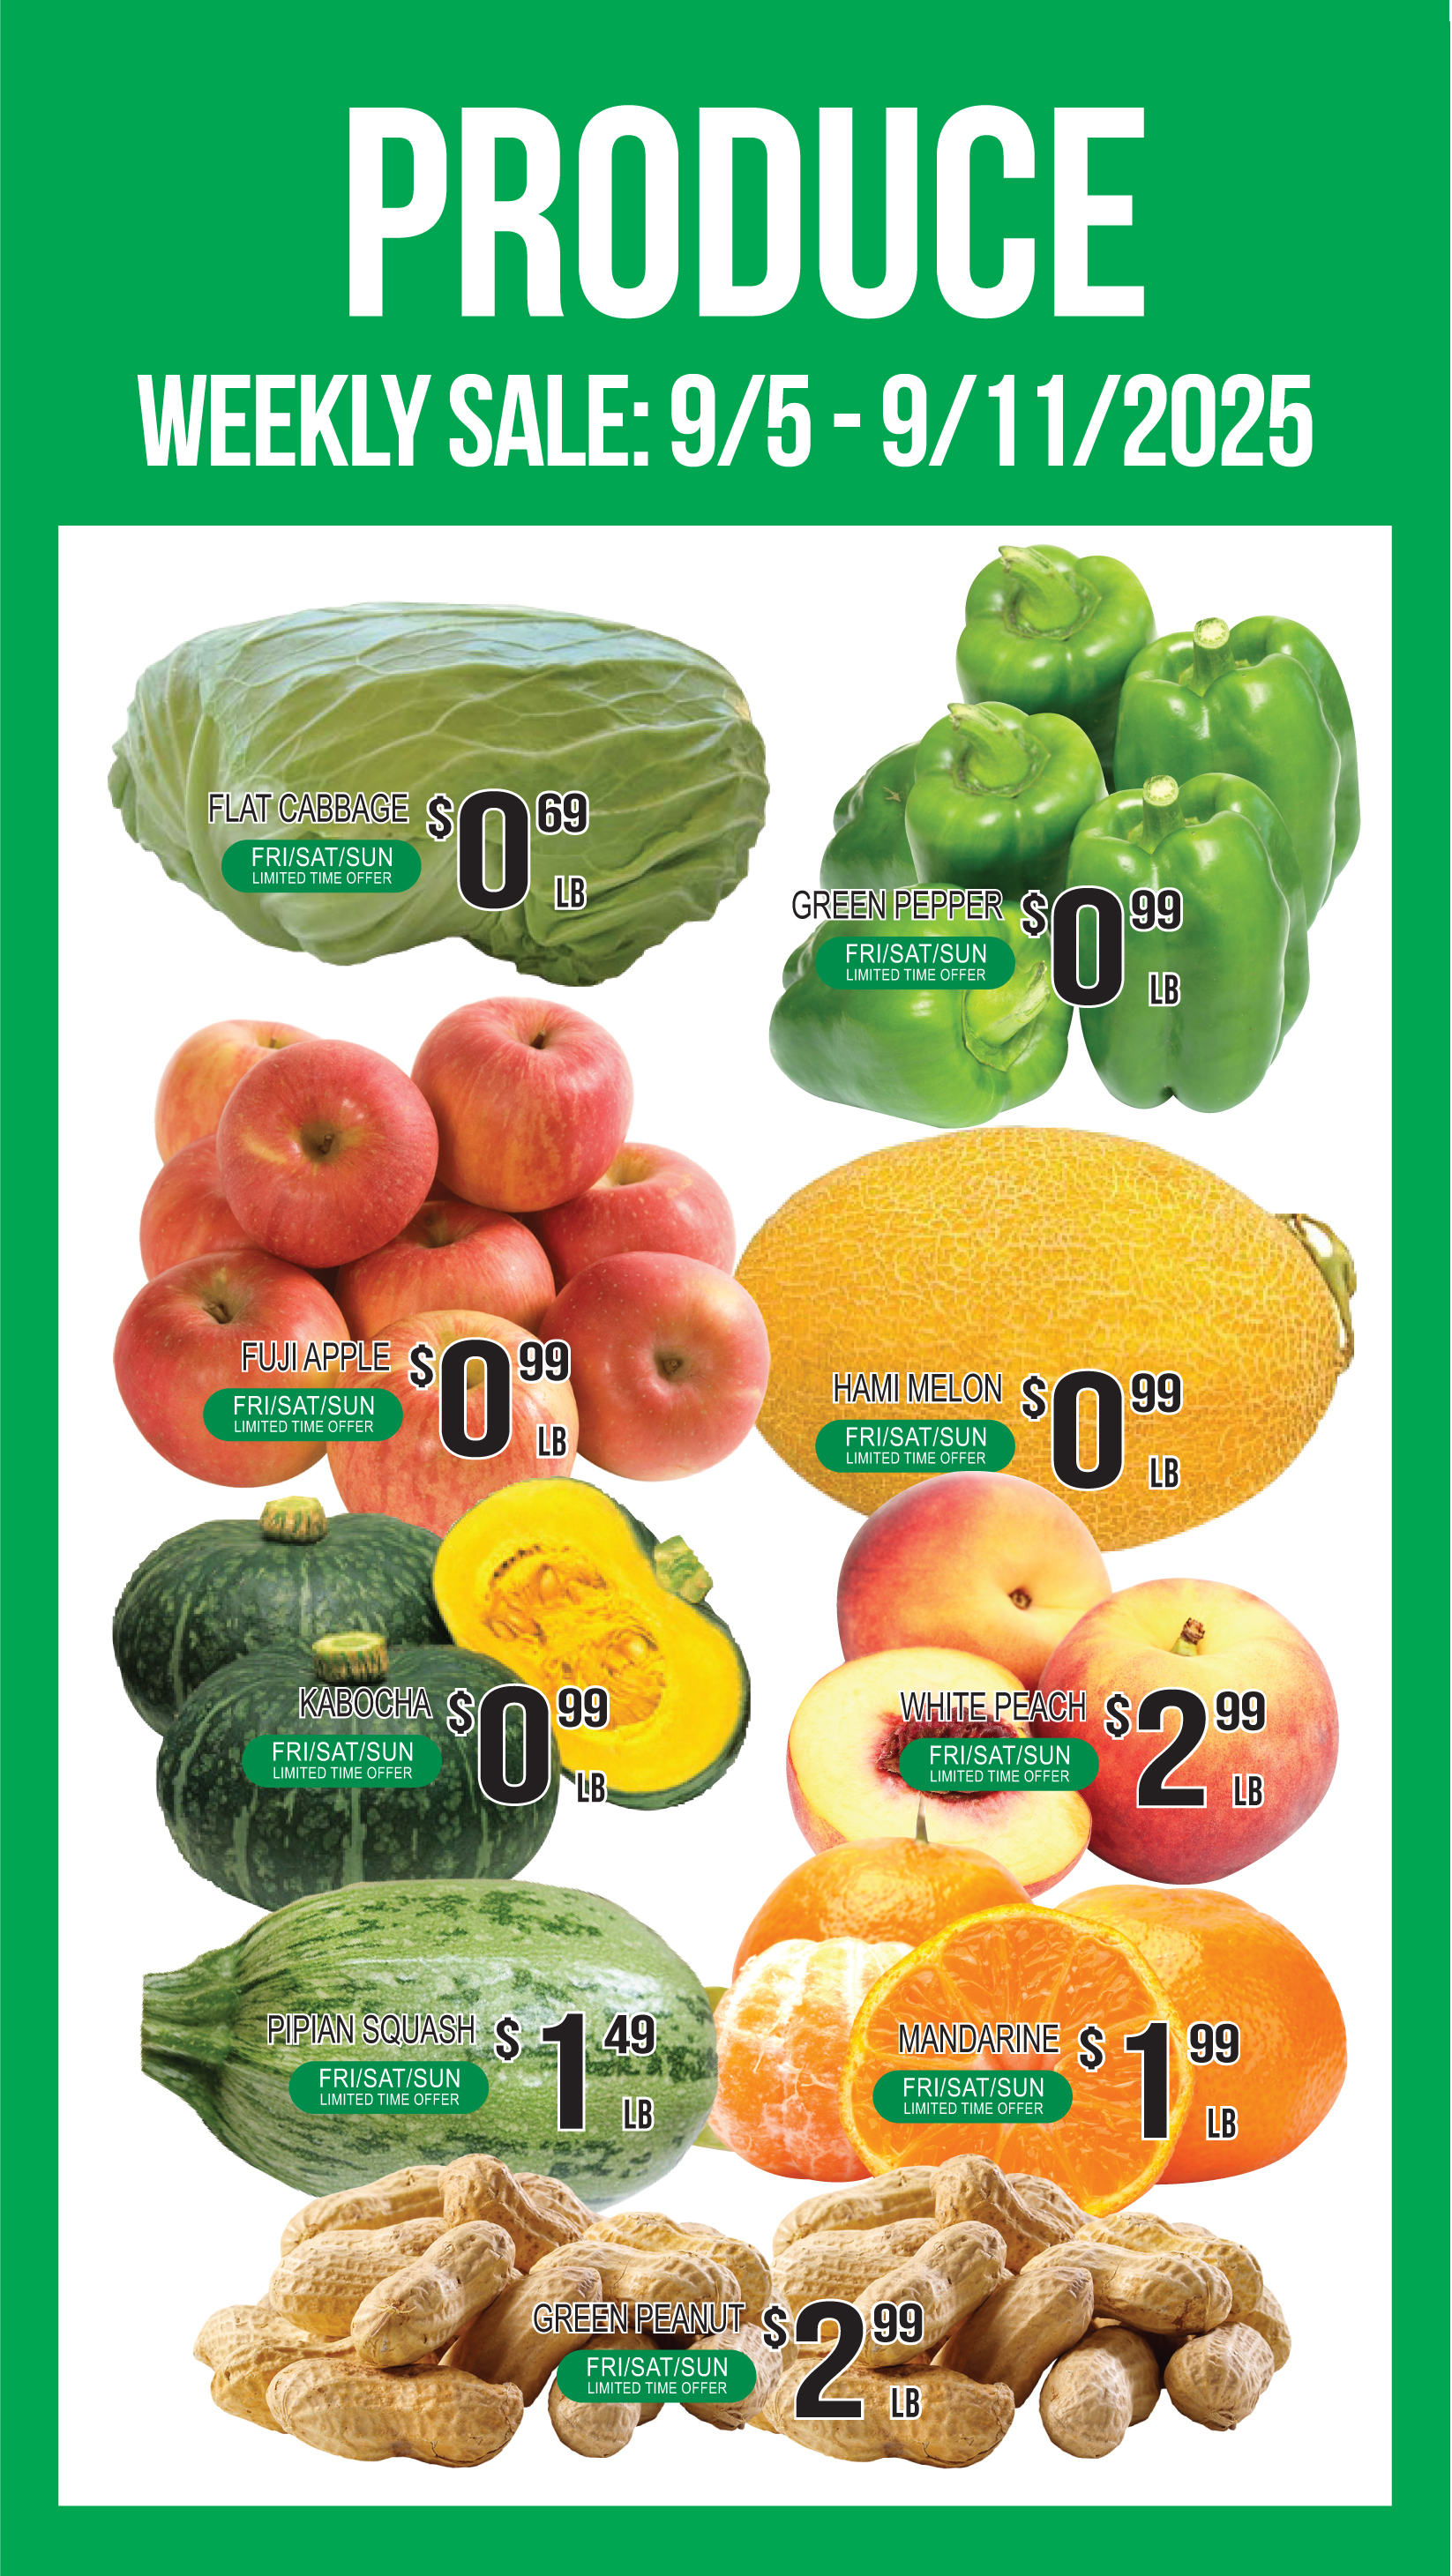 PRODUCE
WEEKLY SALE: 9/5 - 9/11/2025
FLAT CABBAGE $0 69 LB
FRI/SAT/SUN
LIMITED TIME OFFER
GREEN PEPPER $0 99 LB
FRI/SAT/SUN
LIMITED TIME OFFER
FUJI APPLE $0 99 LB
FRI/SAT/SUN
LIMITED TIME OFFER
HAMI MELON $0 99 LB
FRI/SAT/SUN
LIMITED TIME OFFER
KABOCHA $0 99 LB
FRI/SAT/SUN
LIMITED TIME OFFER
WHITE PEACH $2 99 LB
FRI/SAT/SUN
LIMITED TIME OFFER
PIPIAN SQUASH $1 49 LB
FRI/SAT/SUN
LIMITED TIME OFFER
MANDARINE $1 99 LB
FRI/SAT/SUN
LIMITED TIME OFFER
GREEN PEANUT $2 99 LB
FRI/SAT/SUN
LIMITED TIME OFFER